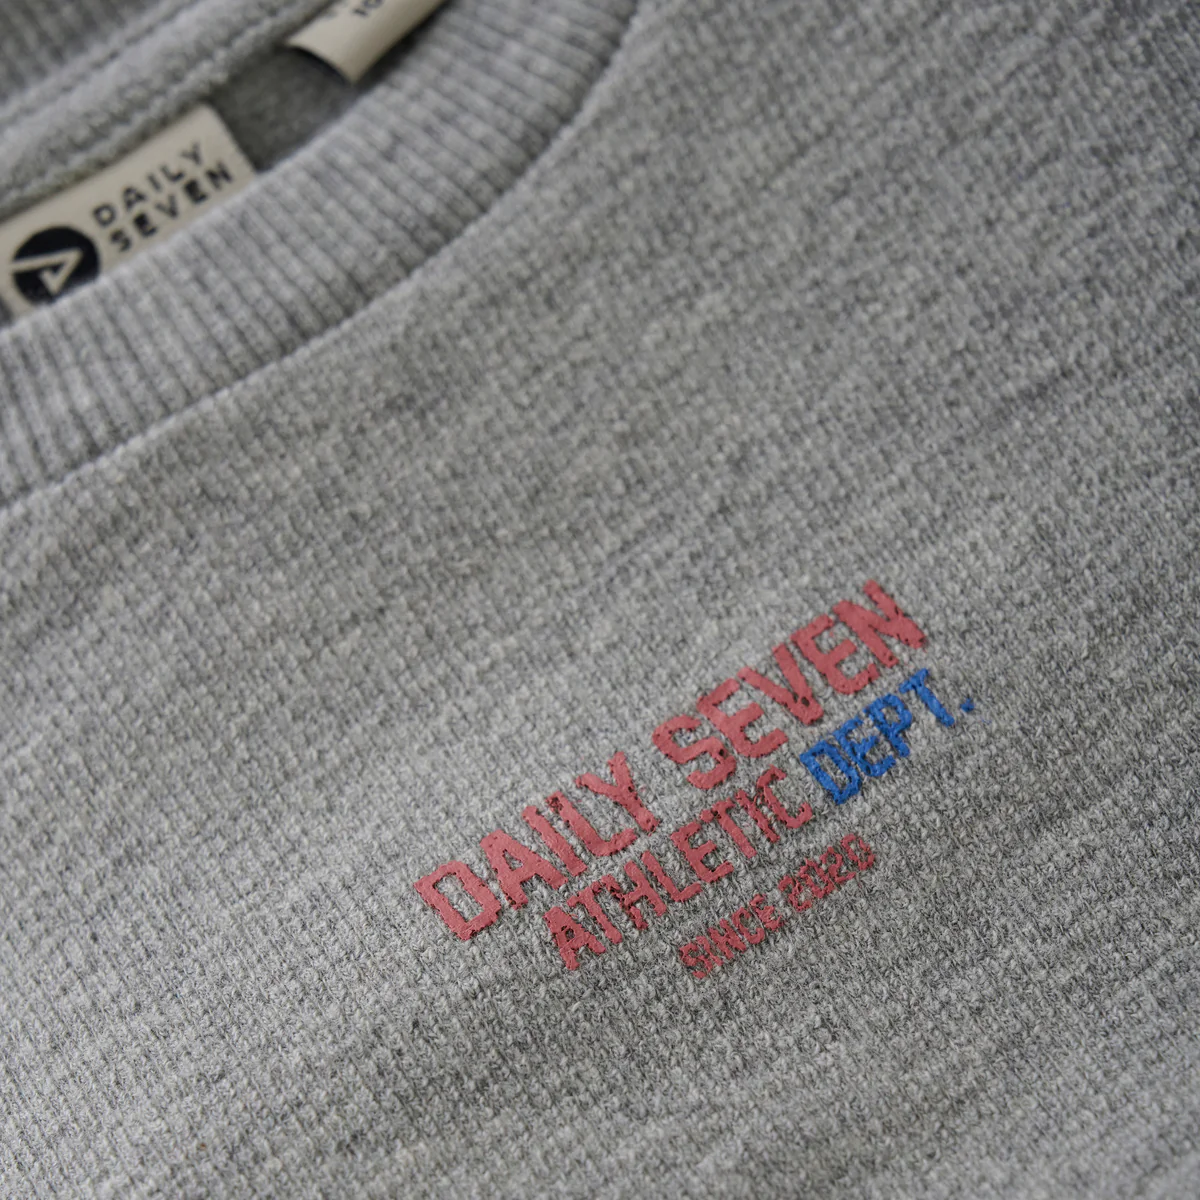 DAILY
SEVEN
DAILY SEVEN
ATHLETIC DEPT.
SINCE 2020